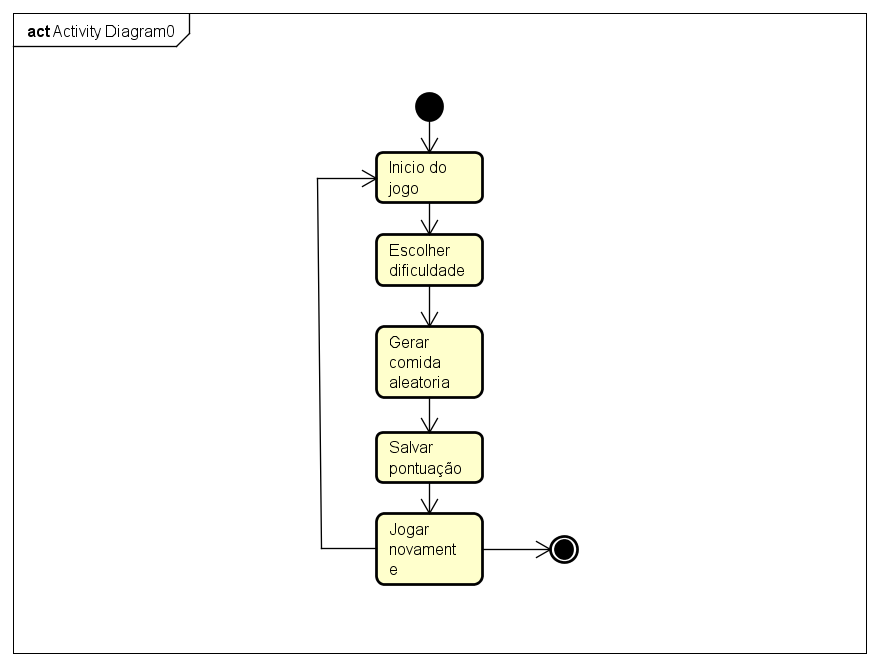 act Activity Diagram0
Inicio do
jogo
Escolher
dificuldade
Gerar
comida
aleatoria
Salvar
pontuação
Jogar
novament
e